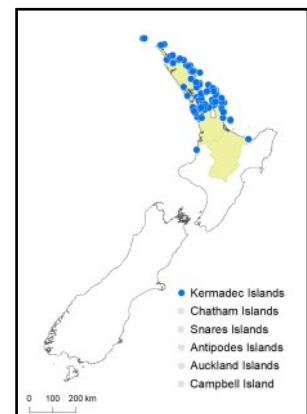 Kermadec Islands
Chatham Islands
Snares Islands
Antipodes Islands
Auckland Islands
Campbell Island
0 100 200 km